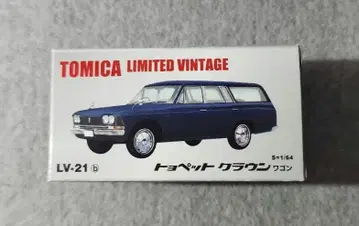 TOMICA LIMITED VINTAGE
S=1/64
LV-21 b トヨペット クラウン ワゴン